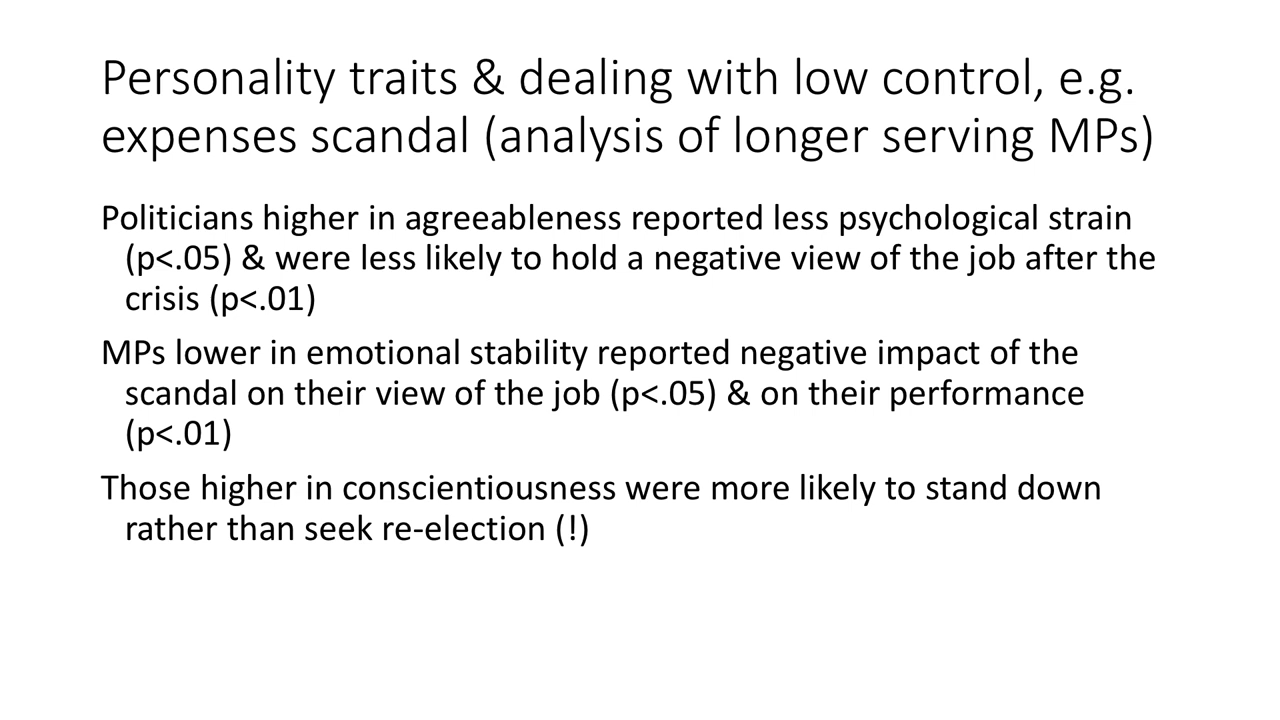 Personality traits & dealing with low control, e.g.
expenses scandal (analysis of longer serving MPs)
Politicians higher in agreeableness reported less psychological strain
(p<.05) & were less likely to hold a negative view of the job after the
crisis (p<.01)
MPs lower in emotional stability reported negative impact of the
scandal on their view of the job (p<.05) & on their performance
(p<.01)
Those higher in conscientiousness were more likely to stand down
rather than seek re-election (!)